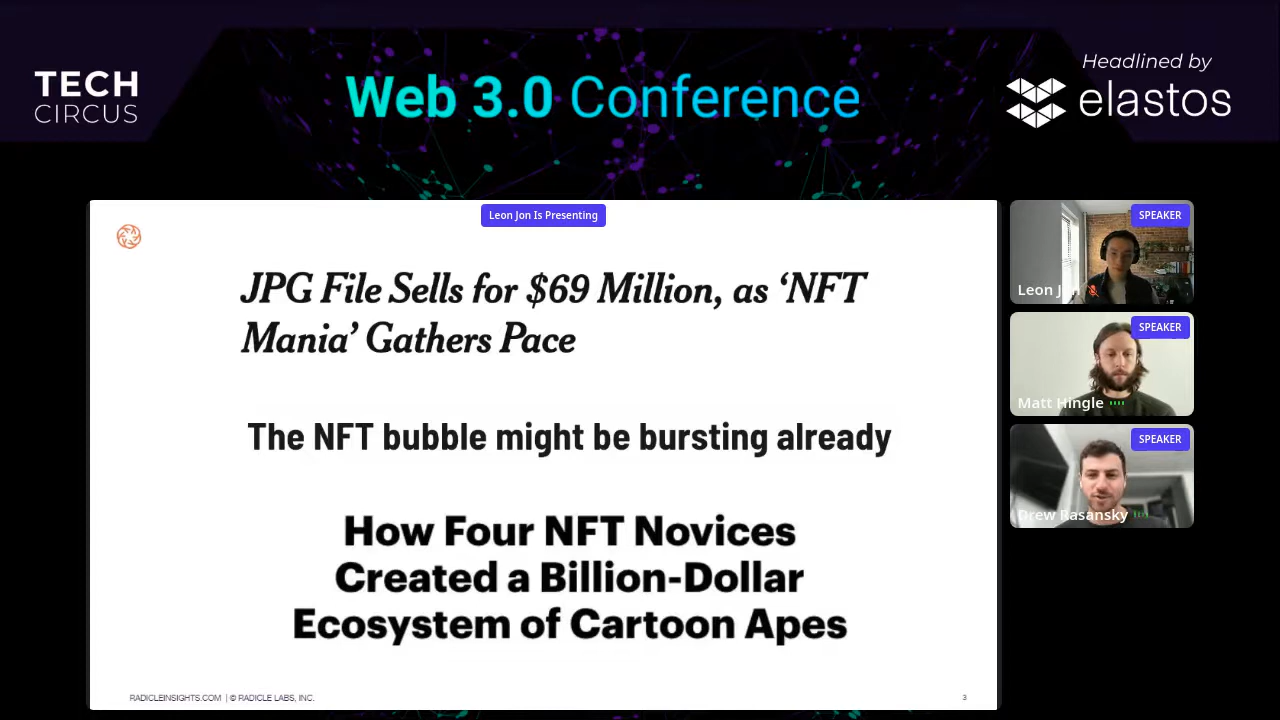 TECH
CIRCUS
Web 3.0 Conference
Headlined by
elastos
Leon Jon Is Presenting
JPG File Sells for $69 Million, as ‘NFT
Mania’ Gathers Pace
The NFT bubble might be bursting already
How Four NFT Novices
Created a Billion-Dollar
Ecosystem of Cartoon Apes
RADICLEINSIGHTS.COM | © RADICLE LABS, INC.
3
SPEAKER
Leon Jon
SPEAKER
Matt Hingle
SPEAKER
Drew Rasansky